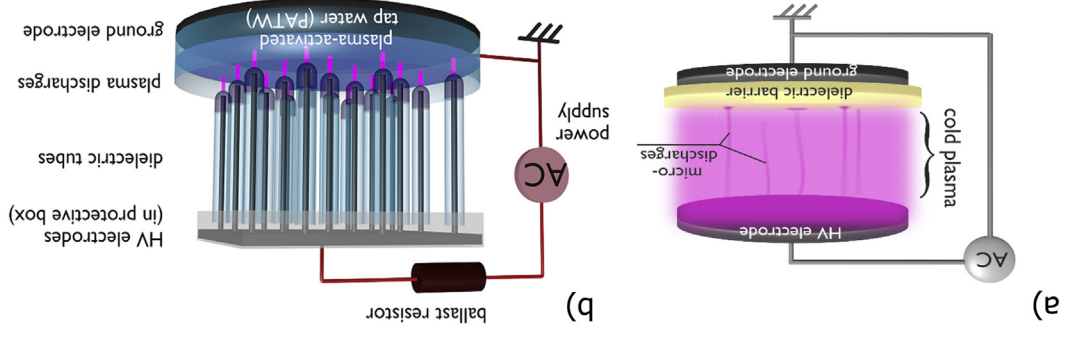 a)
AC
HV electrode
cold plasma
micro-
discharges
dielectric barrier
ground electrode
b)
ballast resistor
HV electrodes
(in protective box)
AC
power
supply
dielectric tubes
plasma discharges
plasma-activated
tap water (PATW)
ground electrode